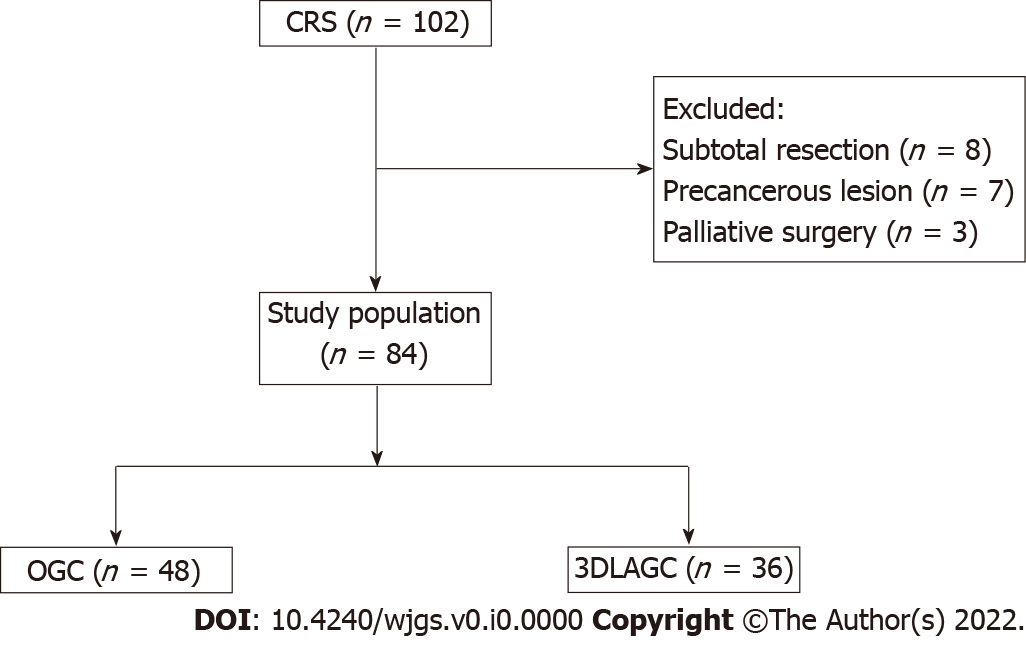 CRS (n = 102)
Excluded:
Subtotal resection (n = 8)
Precancerous lesion (n = 7)
Palliative surgery (n = 3)
Study population
(n = 84)
OGC (n = 48)
3DLAGC (n = 36)
DOI: 10.4240/wjgs.v0.i0.0000 Copyright ©The Author(s) 2022.